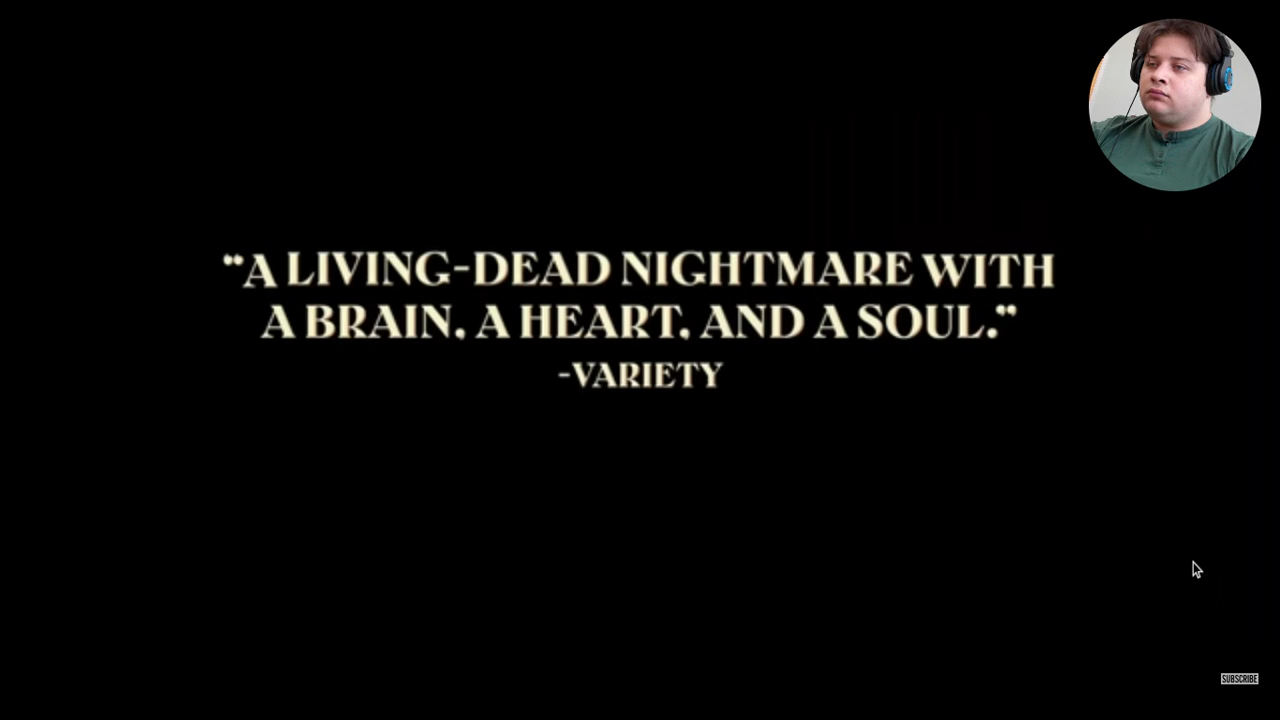 "A LIVING-DEAD NIGHTMARE WITH
A BRAIN, A HEART, AND A SOUL."
-VARIETY
SUBSCRIBE